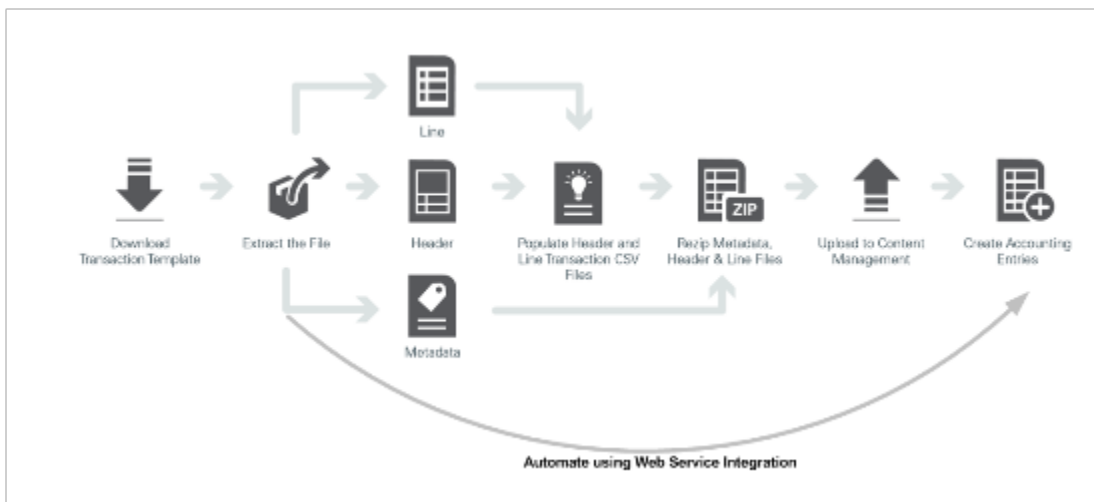 Line
Download
Transaction Template
Extract the File
Header
Populate Header and
Line Transaction CSV
Files
Rezip Metadata,
Header & Line Files
ZIP
Upload to Content
Management
Create Accounting
Entries
Metadata
Automate using Web Service Integration